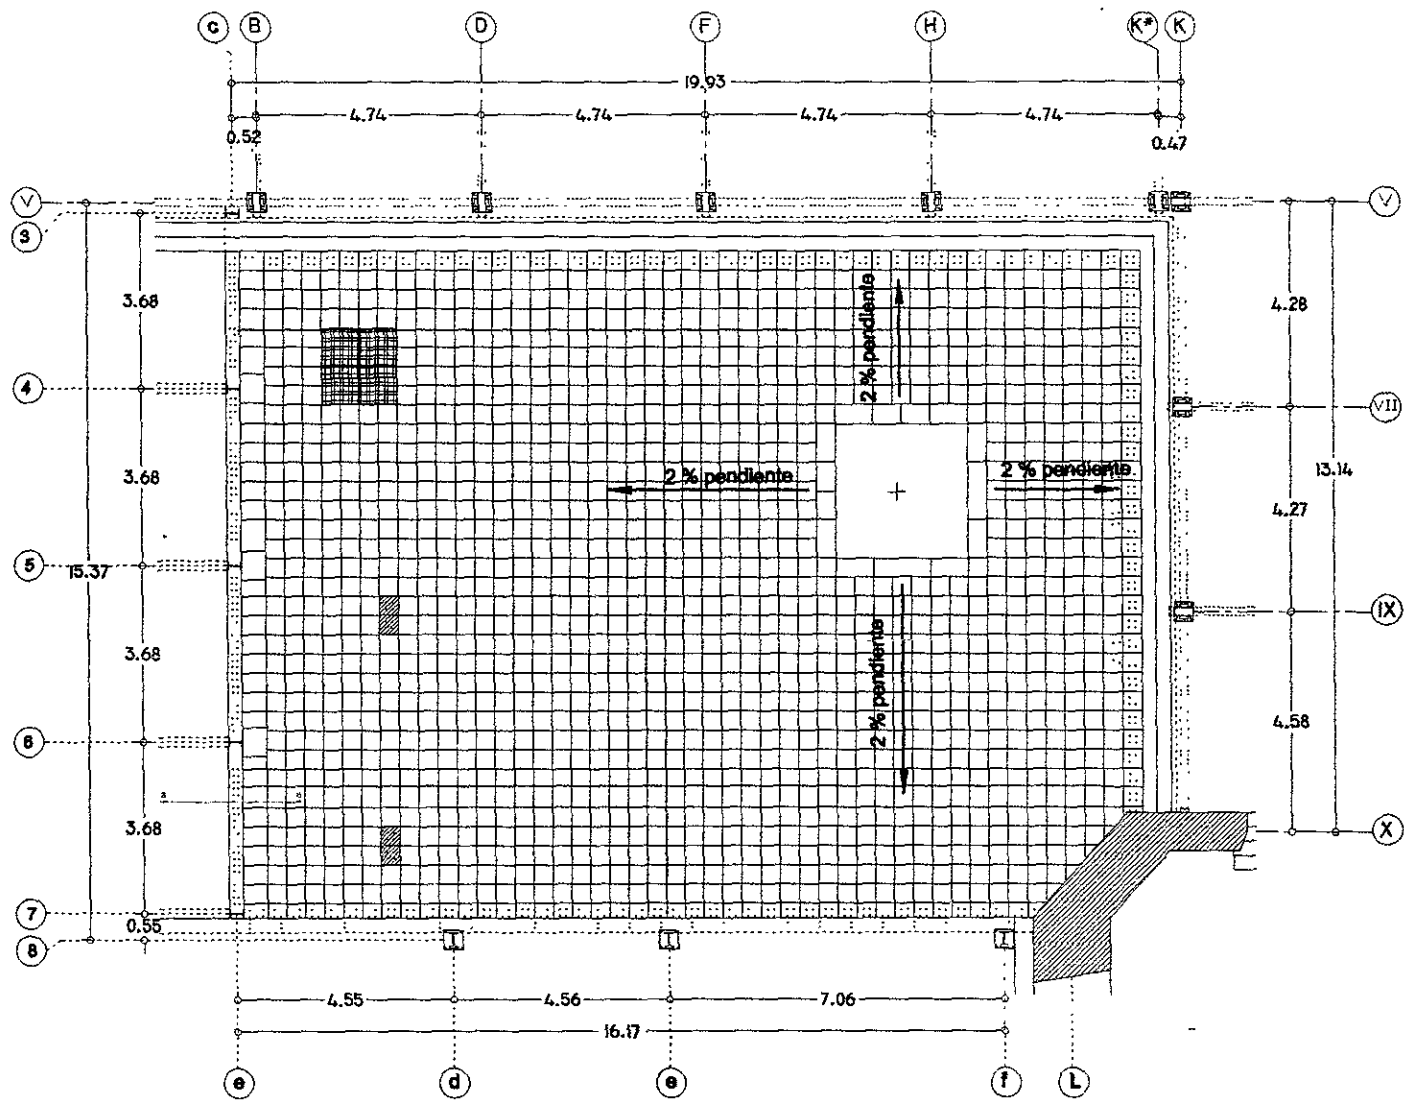 c B D F H K* K
19.93
4.74 4.74 4.74 4.74
0.52 0.47
V V
3
3.68 4.28
2 % pendiente
4 VII
3.68 2 % pendiente 2 % pendiente 13.14
4.27
5
15.37
IX
3.68 2 % pendiente
4.58
6
3.68 X
7
0.55
8
4.55 4.56 7.06
16.17
e d e f L